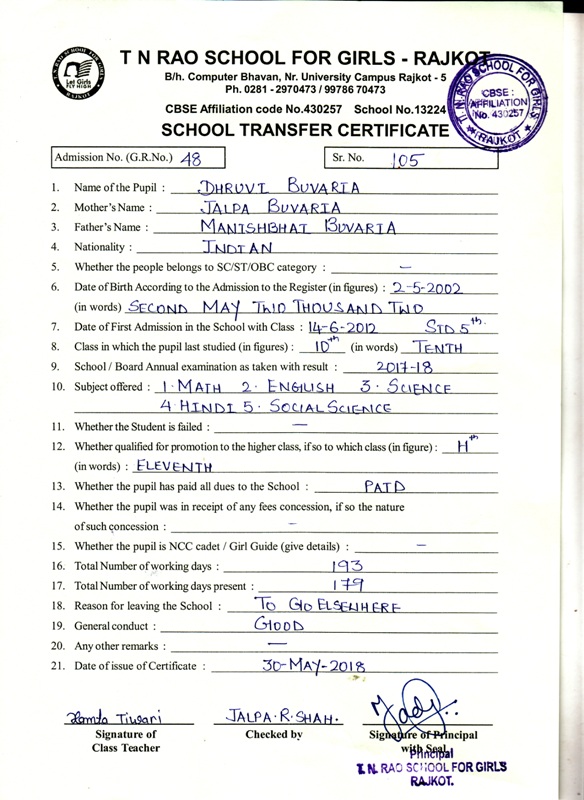 Let Girls
FLY HIGH
T N RAO SCHOOL FOR GIRLS - RAJKOT
B/h. Computer Bhavan, Nr. University Campus Rajkot - 5
Ph. 0281 - 2970473 / 99786 70473
CBSE Affiliation code No.430257 School No.13224
T. N. RAO SCHOOL FOR GIRLS
CBSE :
AFFILIATION
No. 430257
RAJKOT
SCHOOL TRANSFER CERTIFICATE
Admission No. (G.R.No.) 48 Sr. No. 105
1. Name of the Pupil : DHRUVI BUVARIA
2. Mother's Name : JALPA BUVARIA
3. Father's Name : MANISHBHAI BUVARIA
4. Nationality : INDIAN
5. Whether the people belongs to SC/ST/OBC category : —
6. Date of Birth According to the Admission to the Register (in figures) : 2-5-2002
(in words) SECOND MAY TWO THOUSAND TWO
7. Date of First Admission in the School with Class : 14-6-2012 STD 5th.
8. Class in which the pupil last studied (in figures) : 10th (in words) TENTH
9. School / Board Annual examination as taken with result : 2017-18
10. Subject offered : 1. MATH 2. ENGLISH 3. SCIENCE
4. HINDI 5. SOCIAL SCIENCE
11. Whether the Student is failed : —
12. Whether qualified for promotion to the higher class, if so to which class (in figure) : 11th
(in words) : ELEVENTH
13. Whether the pupil has paid all dues to the School : PAID
14. Whether the pupil was in receipt of any fees concession, if so the nature
of such concession : —
15. Whether the pupil is NCC cadet / Girl Guide (give details) : —
16. Total Number of working days : 193
17. Total Number of working days present : 179
18. Reason for leaving the School : TO GO ELSEWHERE
19. General conduct : GOOD
20. Any other remarks : —
21. Date of issue of Certificate : 30-MAY-2018
Tiwari JALPA.R.SHAH.
Signature of Checked by Signature of Principal
Class Teacher with Seal
Principal
T. N. RAO SCHOOL FOR GIRLS
RAJKOT.